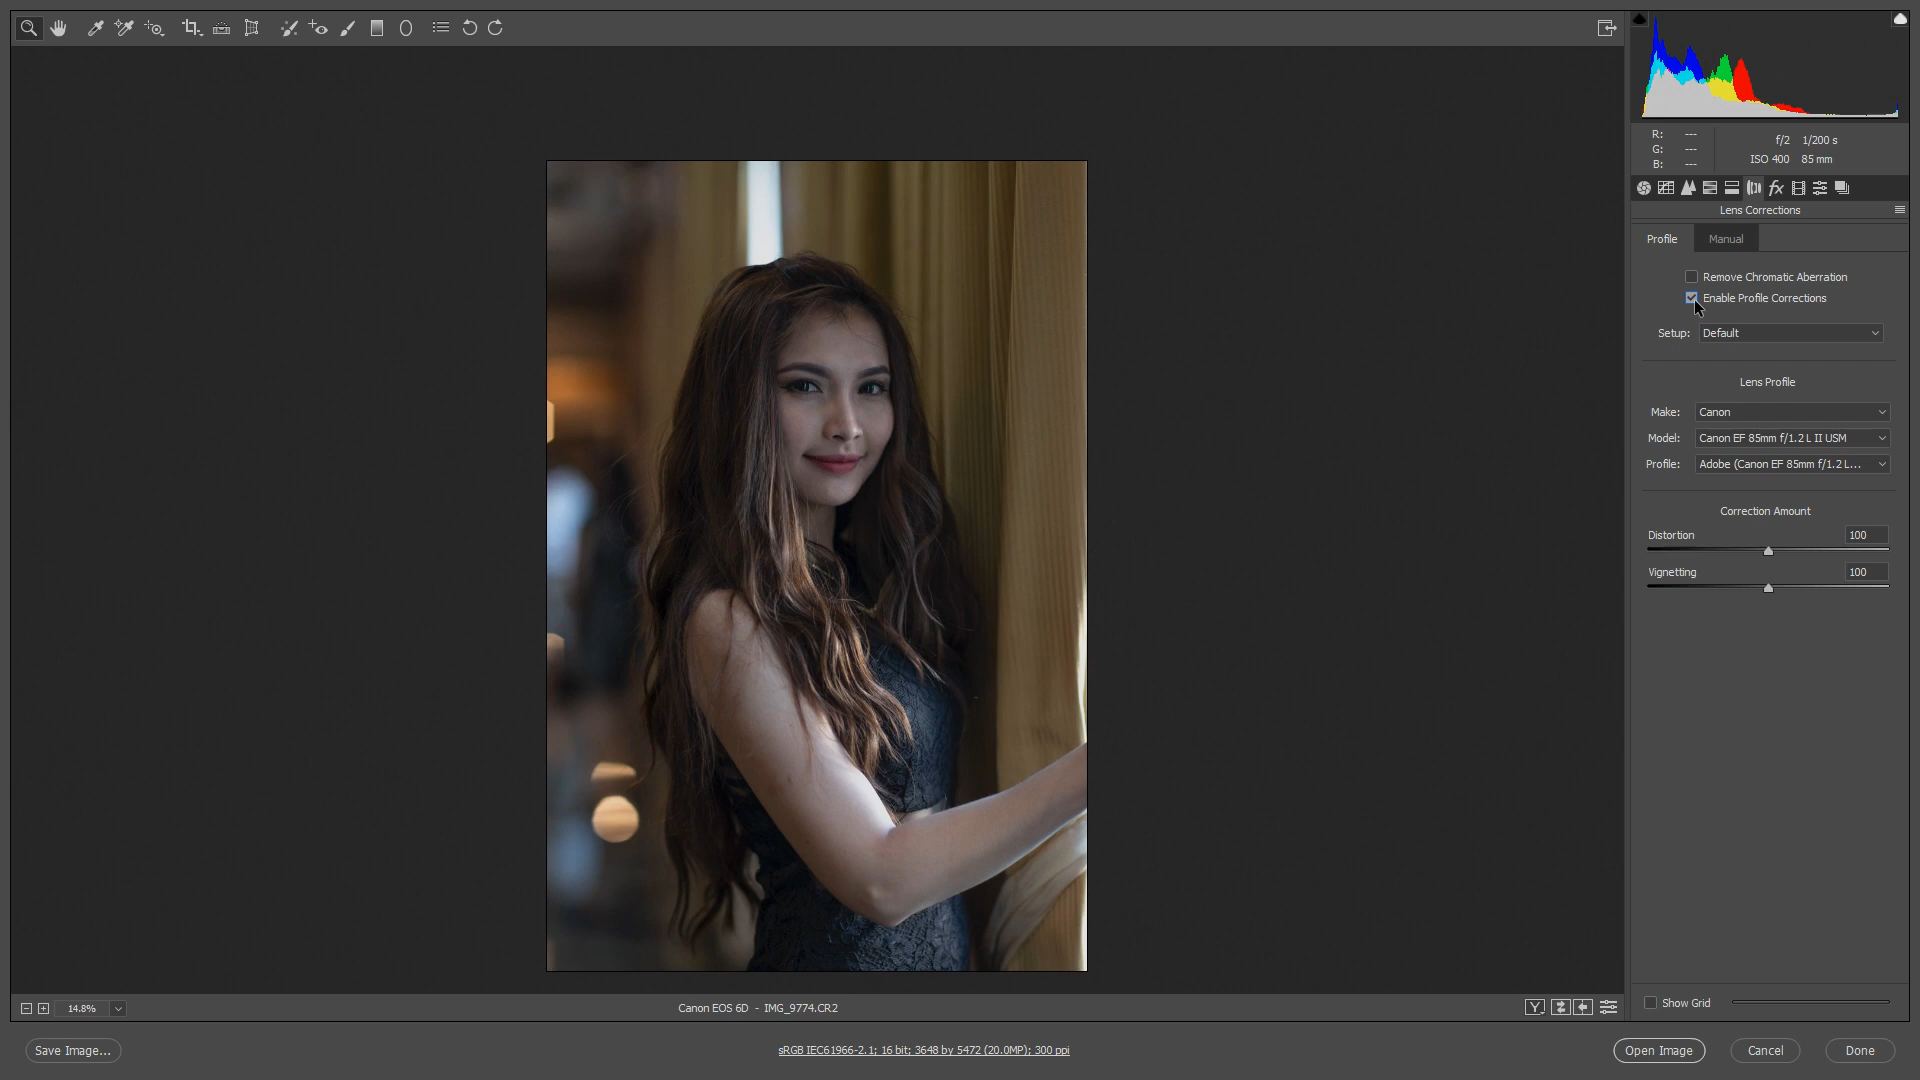 R: ---
G: ---
B: ---
f/2 1/200 s
ISO 400 85 mm
fx
Lens Corrections
Profile Manual
Remove Chromatic Aberration
Enable Profile Corrections
Setup: Default
Lens Profile
Make: Canon
Model: Canon EF 85mm f/1.2 L II USM
Profile: Adobe (Canon EF 85mm f/1.2 L...
Correction Amount
Distortion 100
Vignetting 100
14.8%
Canon EOS 6D - IMG_9774.CR2
Y
Show Grid
Save Image...
sRGB IEC61966-2.1; 16 bit; 3648 by 5472 (20.0MP); 300 ppi
Open Image Cancel Done